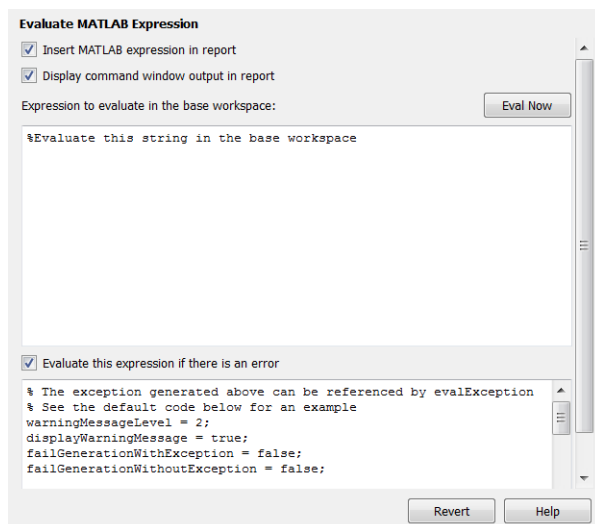 Evaluate MATLAB Expression
Insert MATLAB expression in report
Display command window output in report
Expression to evaluate in the base workspace:
Eval Now
%Evaluate this string in the base workspace
Evaluate this expression if there is an error
% The exception generated above can be referenced by evalException
% See the default code below for an example
warningMessageLevel = 2;
displayWarningMessage = true;
failGenerationWithException = false;
failGenerationWithoutException = false;
Revert
Help